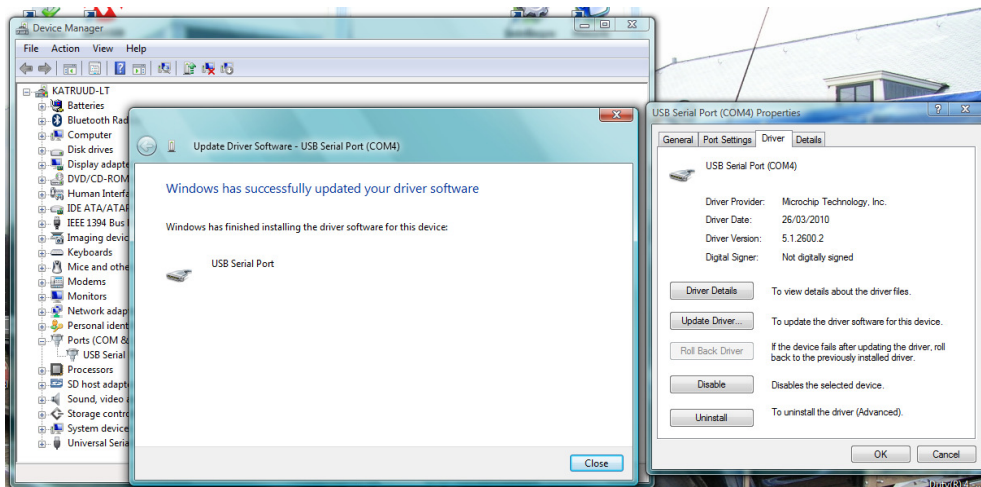 Device Manager
File Action View Help
KATRUUD-LT
Batteries
Bluetooth Rad
Computer
Disk drives
Display adapte
DVD/CD-ROM
Human Interfa
IDE ATA/ATAP
IEEE 1394 Bus
Imaging devic
Keyboards
Mice and othe
Modems
Monitors
Network adap
Personal ident
Ports (COM &
USB Serial
Processors
SD host adapt
Sound, video a
Storage contro
System device
Universal Seria
Update Driver Software - USB Serial Port (COM4)
Windows has successfully updated your driver software
Windows has finished installing the driver software for this device:
USB Serial Port
Close
USB Serial Port (COM4) Properties
General Port Settings Driver Details
USB Serial Port (COM4)
Driver Provider: Microchip Technology, Inc.
Driver Date: 26/03/2010
Driver Version: 5.1.2600.2
Digital Signer: Not digitally signed
Driver Details To view details about the driver files.
Update Driver... To update the driver software for this device.
Roll Back Driver If the device fails after updating the driver, roll
back to the previously installed driver.
Disable Disables the selected device.
Uninstall To uninstall the driver (Advanced).
OK Cancel